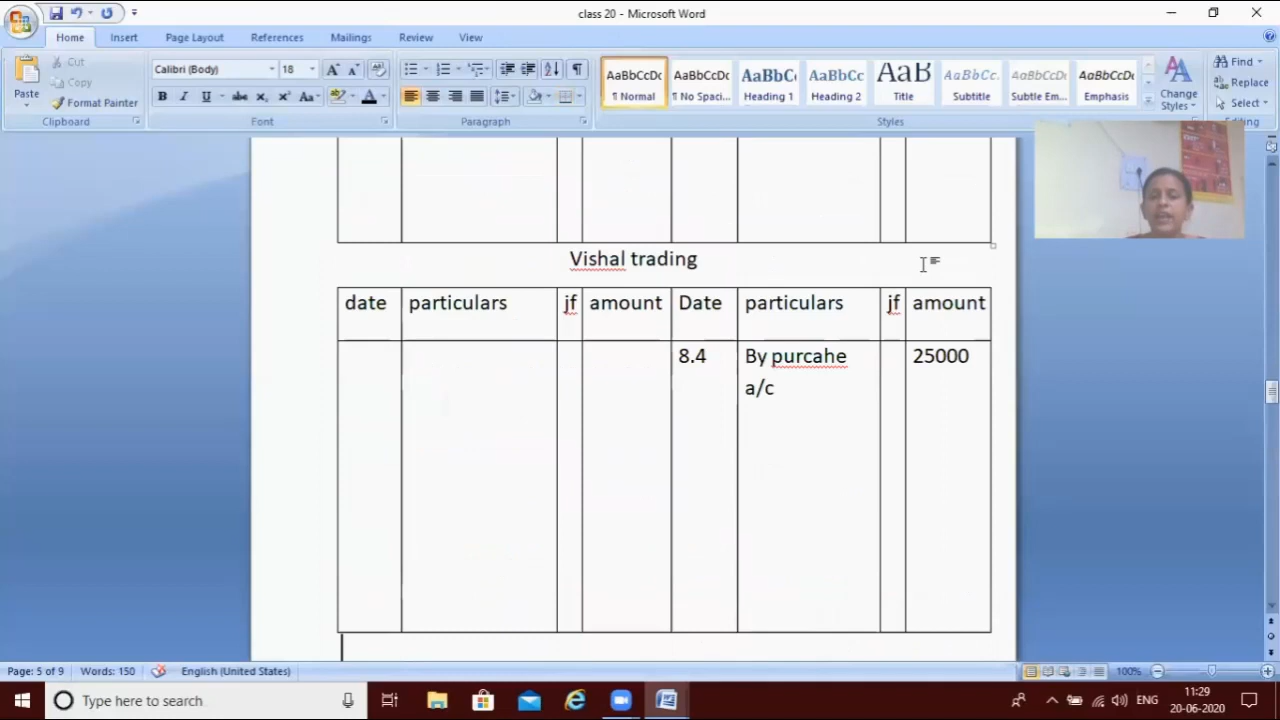 class 20 - Microsoft Word
Home Insert Page Layout References Mailings Review View
Paste
Cut
Copy
Format Painter
Clipboard
Calibri (Body) 18
Font
Paragraph
AaBbCcDc AaBbCcDc AaBbC AaBbCc AaB AaBbCc. AaBbCcDc AaBbCcDc
¶ Normal ¶ No Spaci... Heading 1 Heading 2 Title Subtitle Subtle Em... Emphasis
Styles
Change Styles
Find
Replace
Select
Editing
Vishal trading
date particulars jf amount Date particulars jf amount
8.4 By purcahe 25000
a/c
Page: 5 of 9 Words: 150 English (United States) 100%
Type here to search
ENG
11:29
20-06-2020